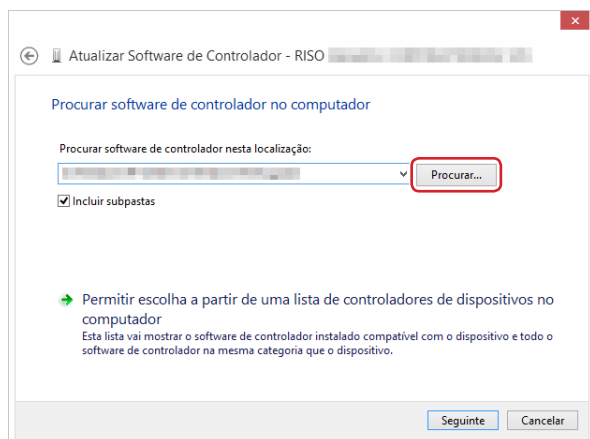 Atualizar Software de Controlador - RISO
Procurar software de controlador no computador
Procurar software de controlador nesta localização:
Procurar...
Incluir subpastas
Permitir escolha a partir de uma lista de controladores de dispositivos no
computador
Esta lista vai mostrar o software de controlador instalado compatível com o dispositivo e todo o
software de controlador na mesma categoria que o dispositivo.
Seguinte
Cancelar